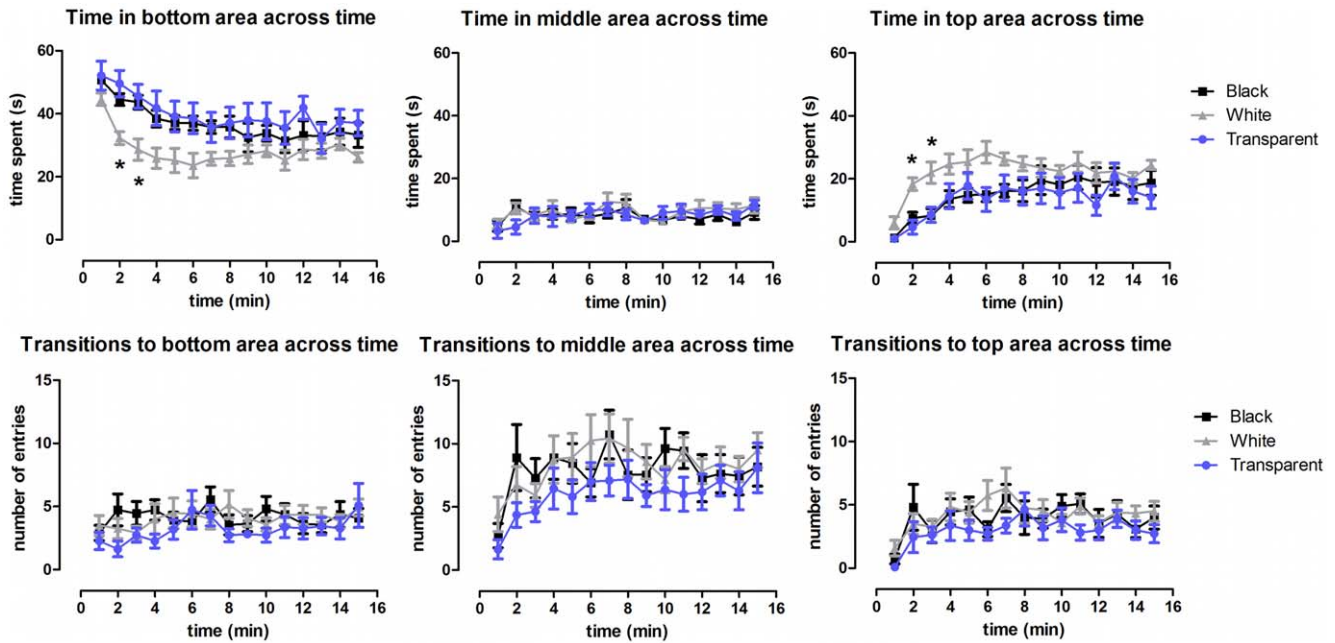 Time in bottom area across time
time spent (s)
60
40
20
0
*
*
0 2 4 6 8 10 12 14 16
time (min)
Time in middle area across time
time spent (s)
60
40
20
0
0 2 4 6 8 10 12 14 16
time (min)
Time in top area across time
time spent (s)
60
40
20
0
*
*
0 2 4 6 8 10 12 14 16
time (min)
Black
White
Transparent
Transitions to bottom area across time
number of entries
15
10
5
0
0 2 4 6 8 10 12 14 16
time (min)
Transitions to middle area across time
number of entries
15
10
5
0
0 2 4 6 8 10 12 14 16
time (min)
Transitions to top area across time
number of entries
15
10
5
0
0 2 4 6 8 10 12 14 16
time (min)
Black
White
Transparent